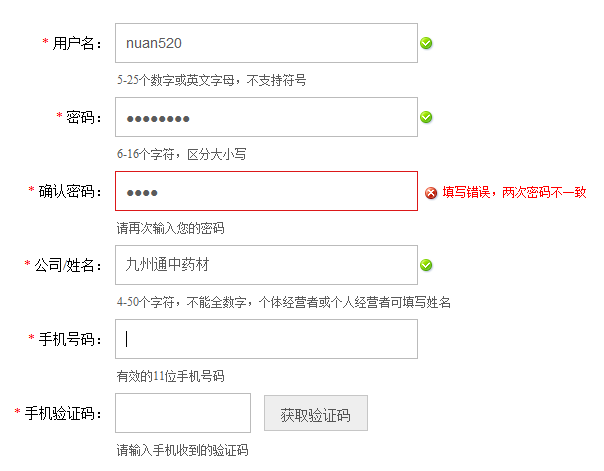 * 用户名： nuan520
5-25个数字或英文字母，不支持符号
* 密码： ●●●●●●●●
6-16个字符，区分大小写
* 确认密码： ●●●● 填写错误，两次密码不一致
请再次输入您的密码
* 公司/姓名： 九州通中药材
4-50个字符，不能全数字，个体经营者或个人经营者可填写姓名
* 手机号码：
有效的11位手机号码
* 手机验证码： 获取验证码
请输入手机收到的验证码